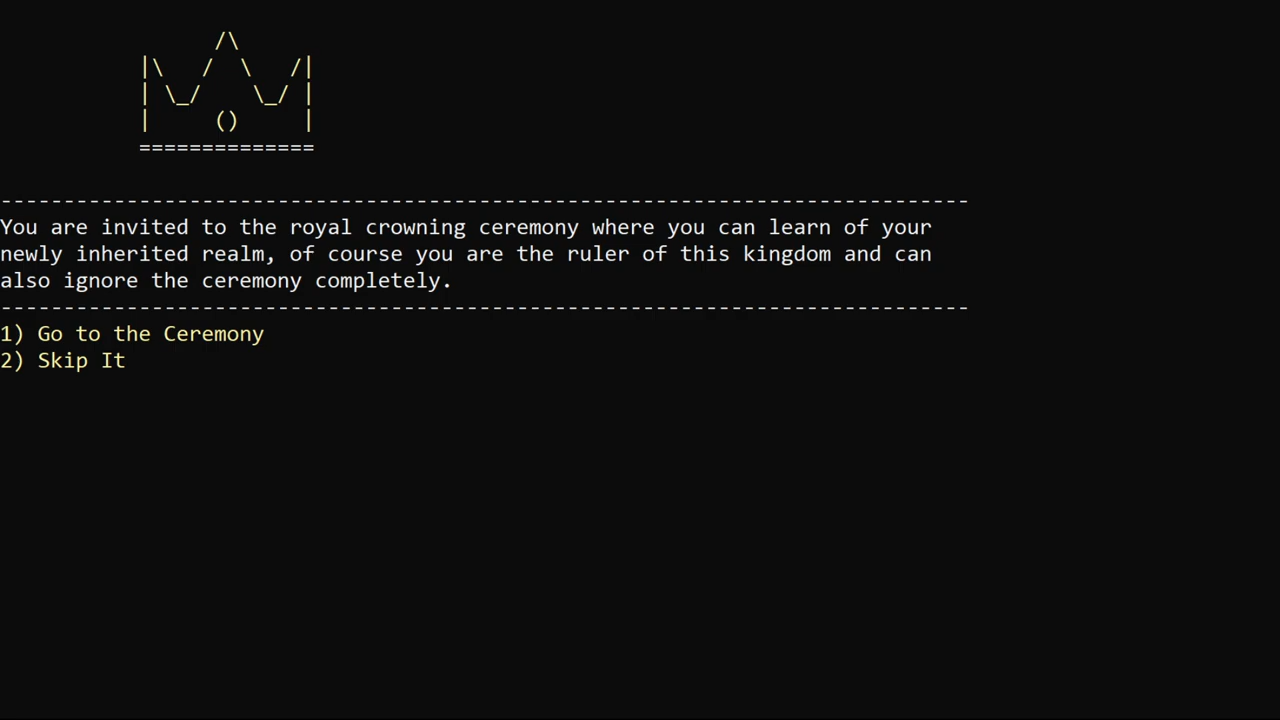 You are invited to the royal crowning ceremony where you can learn of your
newly inherited realm, of course you are the ruler of this kingdom and can
also ignore the ceremony completely.
1) Go to the Ceremony
2) Skip It